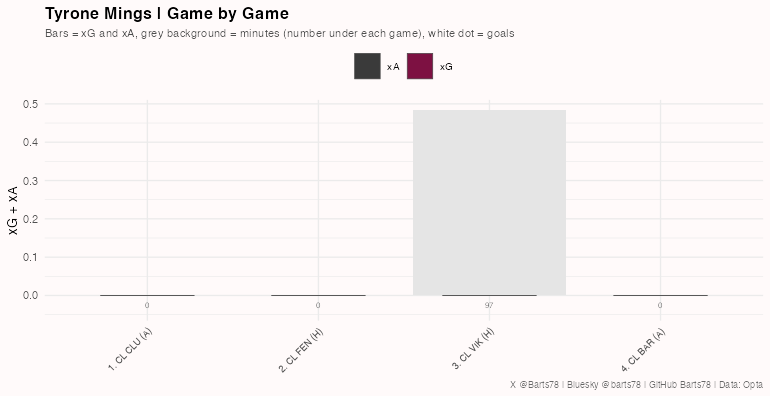 Tyrone Mings | Game by Game
Bars = xG and xA, grey background = minutes (number under each game), white dot = goals
xA xG
0.5
0.4
0.3
0.2
0.1
0.0
xG + xA
0 0 97 0
1. CL CLU (A)
2. CL FEN (H)
3. CL VIK (H)
4. CL BAR (A)
X @Barts78 | Bluesky @barts78 | GitHub Barts78 | Data: Opta